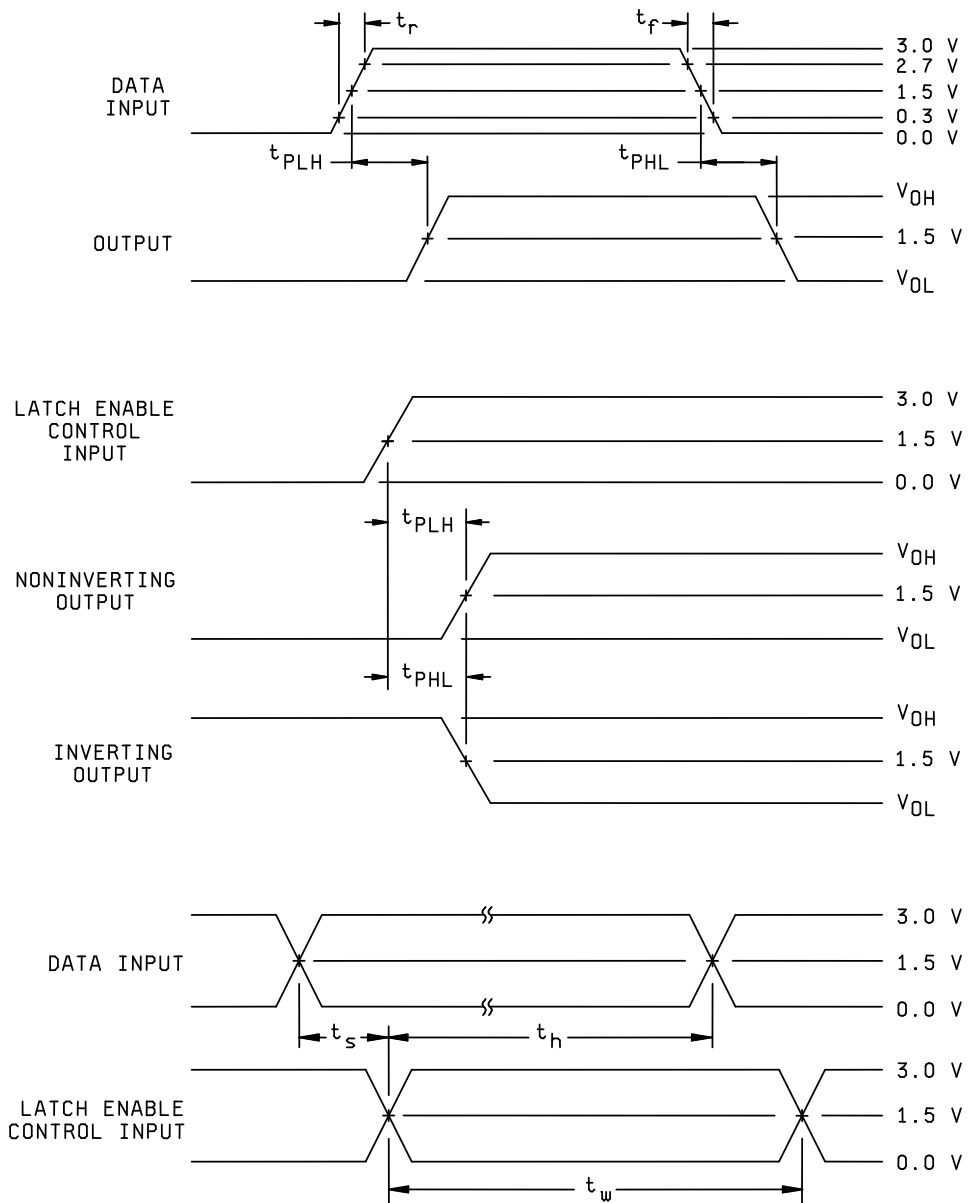 t_r
t_f
DATA
INPUT
3.0 V
2.7 V
1.5 V
0.3 V
0.0 V
t_PLH
t_PHL
OUTPUT
V_OH
1.5 V
V_OL
LATCH ENABLE
CONTROL
INPUT
3.0 V
1.5 V
0.0 V
t_PLH
NONINVERTING
OUTPUT
V_OH
1.5 V
V_OL
t_PHL
INVERTING
OUTPUT
V_OH
1.5 V
V_OL
DATA INPUT
3.0 V
1.5 V
0.0 V
t_s
t_h
LATCH ENABLE
CONTROL INPUT
3.0 V
1.5 V
0.0 V
t_w